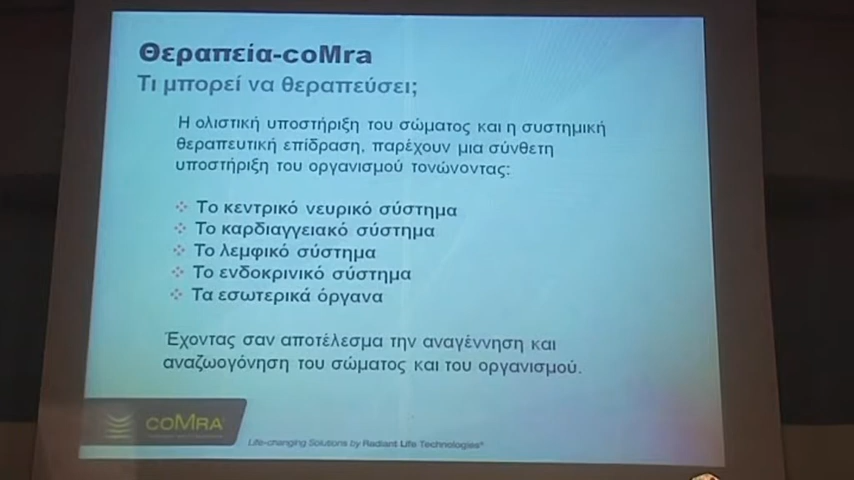 Θεραπεία-coMra
Τι μπορεί να θεραπεύσει;
Η ολιστική υποστήριξη του σώματος και η συστημική
θεραπευτική επίδραση, παρέχουν μια σύνθετη
υποστήριξη του οργανισμού τονώνοντας:
Το κεντρικό νευρικό σύστημα
Το καρδιαγγειακό σύστημα
Το λεμφικό σύστημα
Το ενδοκρινικό σύστημα
Τα εσωτερικά όργανα
Έχοντας σαν αποτέλεσμα την αναγέννηση και
αναζωογόνηση του σώματος και του οργανισμού.
coMra
Life-changing Solutions by Radiant Life Technologies®